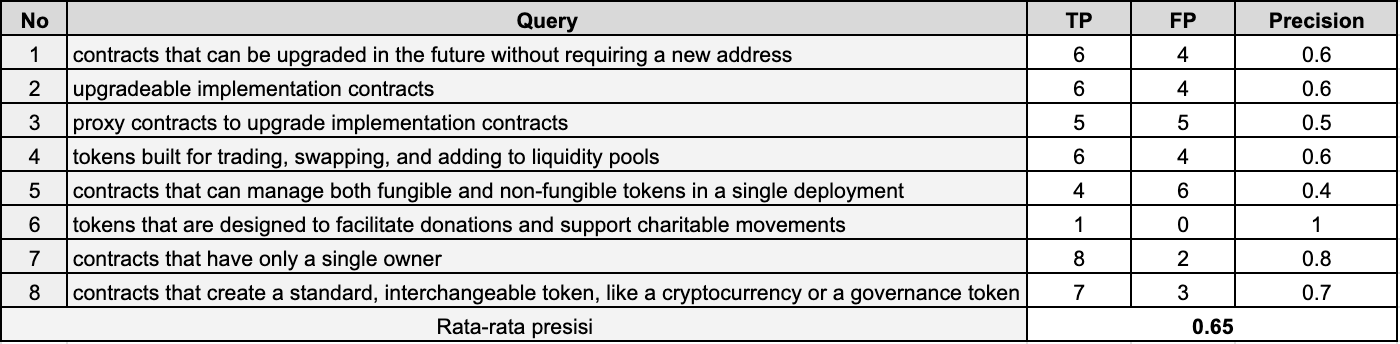 No Query TP FP Precision
1 contracts that can be upgraded in the future without requiring a new address 6 4 0.6
2 upgradeable implementation contracts 6 4 0.6
3 proxy contracts to upgrade implementation contracts 5 5 0.5
4 tokens built for trading, swapping, and adding to liquidity pools 6 4 0.6
5 contracts that can manage both fungible and non-fungible tokens in a single deployment 4 6 0.4
6 tokens that are designed to facilitate donations and support charitable movements 1 0 1
7 contracts that have only a single owner 8 2 0.8
8 contracts that create a standard, interchangeable token, like a cryptocurrency or a governance token 7 3 0.7
Rata-rata presisi 0.65